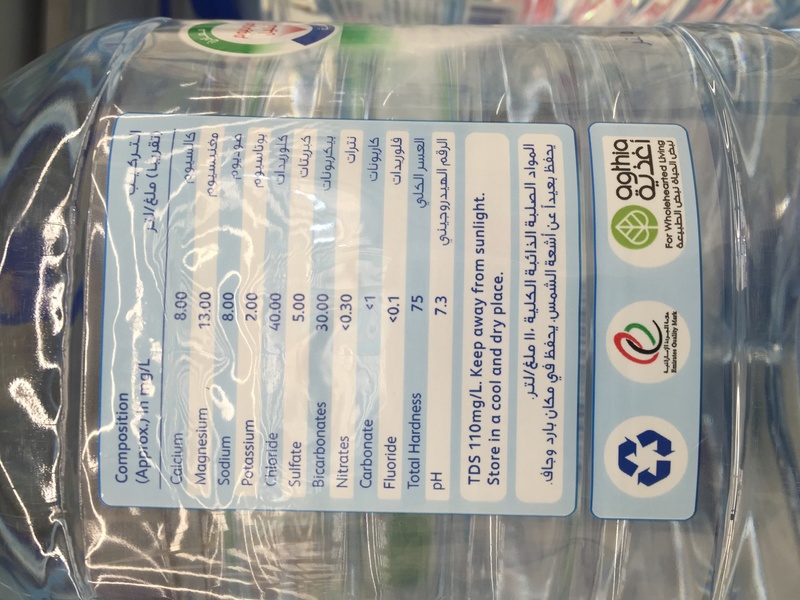 Composition
(Approx.) in mg/L
التركيب
(تقريباً) ملغ/لتر
Calcium 8.00 كالسيوم
Magnesium 13.00 مغنيسيوم
Sodium 8.00 صوديوم
Potassium 2.00 بوتاسيوم
Chloride 40.00 كلوريدات
Sulfate 5.00 كبريتات
Bicarbonates 30.00 بيكربونات
Nitrates <0.30 نترات
Carbonate <1 كاربونات
Fluoride <0.1 فلوريدات
Total Hardness 75 العسر الكلي
pH 7.3 الرقم الهيدروجيني
TDS 110mg/L. Keep away from sunlight.
Store in a cool and dry place.
المواد الصلبة الذائبة الكلية ١١٠ ملغ/لتر.
يحفظ بعيداً عن أشعة الشمس. يحفظ في مكان بارد وجاف.
agthia
أغذية
For Wholehearted Living
نبض الحياة نبض الطبيعة
علامة الجودة الإماراتية
Emirates Quality Mark